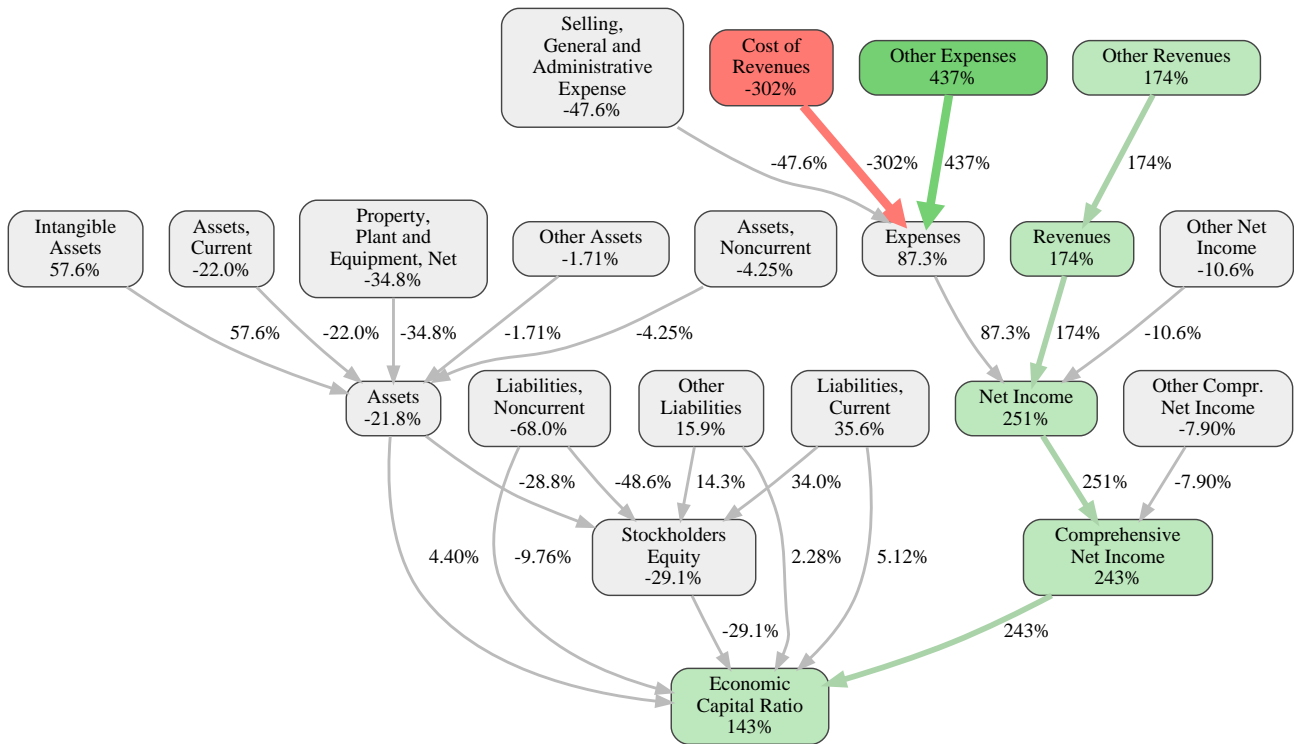 Selling,
General and
Administrative
Expense
-47.6%
Cost of
Revenues
-302%
Other Expenses
437%
Other Revenues
174%
-47.6%
-302%
437%
174%
Intangible
Assets
57.6%
Assets,
Current
-22.0%
Property,
Plant and
Equipment, Net
-34.8%
Other Assets
-1.71%
Assets,
Noncurrent
-4.25%
Expenses
87.3%
Revenues
174%
Other Net
Income
-10.6%
57.6%
-22.0%
-34.8%
-1.71%
-4.25%
87.3%
174%
-10.6%
Assets
-21.8%
Liabilities,
Noncurrent
-68.0%
Other
Liabilities
15.9%
Liabilities,
Current
35.6%
Net Income
251%
Other Compr.
Net Income
-7.90%
-28.8%
-48.6%
14.3%
34.0%
251%
-7.90%
4.40%
-9.76%
Stockholders
Equity
-29.1%
2.28%
5.12%
Comprehensive
Net Income
243%
-29.1%
243%
Economic
Capital Ratio
143%